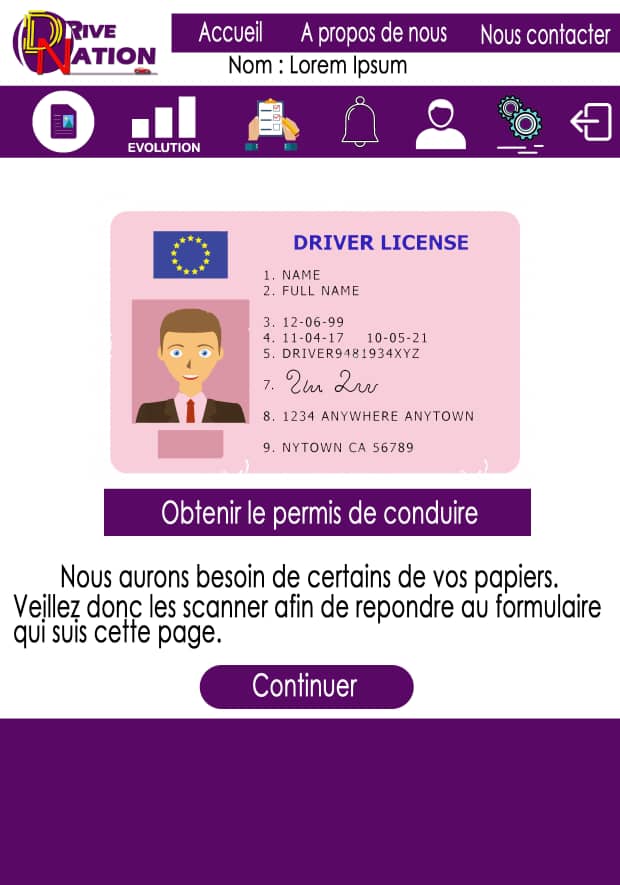 DRIVE
NATION
Accueil A propos de nous Nous contacter
Nom : Lorem Ipsum
EVOLUTION
DRIVER LICENSE
1. NAME
2. FULL NAME
3. 12-06-99
4. 11-04-17 10-05-21
5. DRIVER9481934XYZ
7.
8. 1234 ANYWHERE ANYTOWN
9. NYTOWN CA 56789
Obtenir le permis de conduire
Nous aurons besoin de certains de vos papiers.
Veillez donc les scanner afin de repondre au formulaire
qui suis cette page.
Continuer